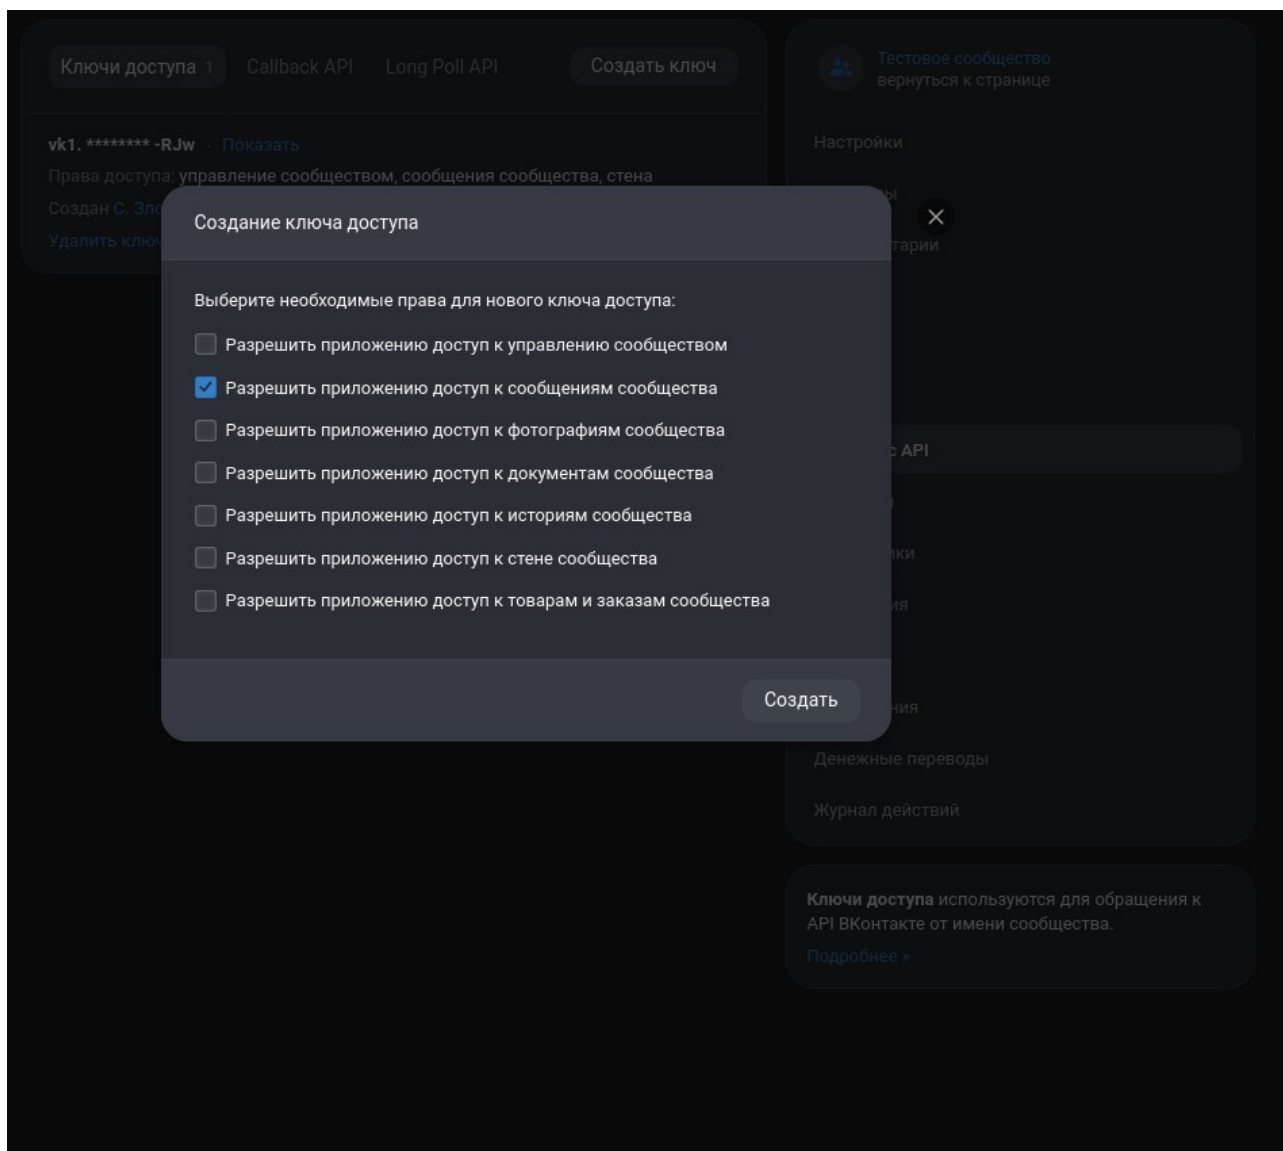 Ключи доступа 1 Callback API Long Poll API Создать ключ
vk1. ******** -RJw · Показать
Права доступа: управление сообществом, сообщения сообщества, стена
Создан С.
Удалить
Создание ключа доступа
Выберите необходимые права для нового ключа доступа:
Разрешить приложению доступ к управлению сообществом
Разрешить приложению доступ к сообщениям сообщества
Разрешить приложению доступ к фотографиям сообщества
Разрешить приложению доступ к документам сообщества
Разрешить приложению доступ к историям сообщества
Разрешить приложению доступ к стене сообщества
Разрешить приложению доступ к товарам и заказам сообщества
Создать
Тестовое сообщество
вернуться к странице
Настройки
API
Денежные переводы
Журнал действий
Ключи доступа используются для обращения к
API ВКонтакте от имени сообщества.
Подробнее »